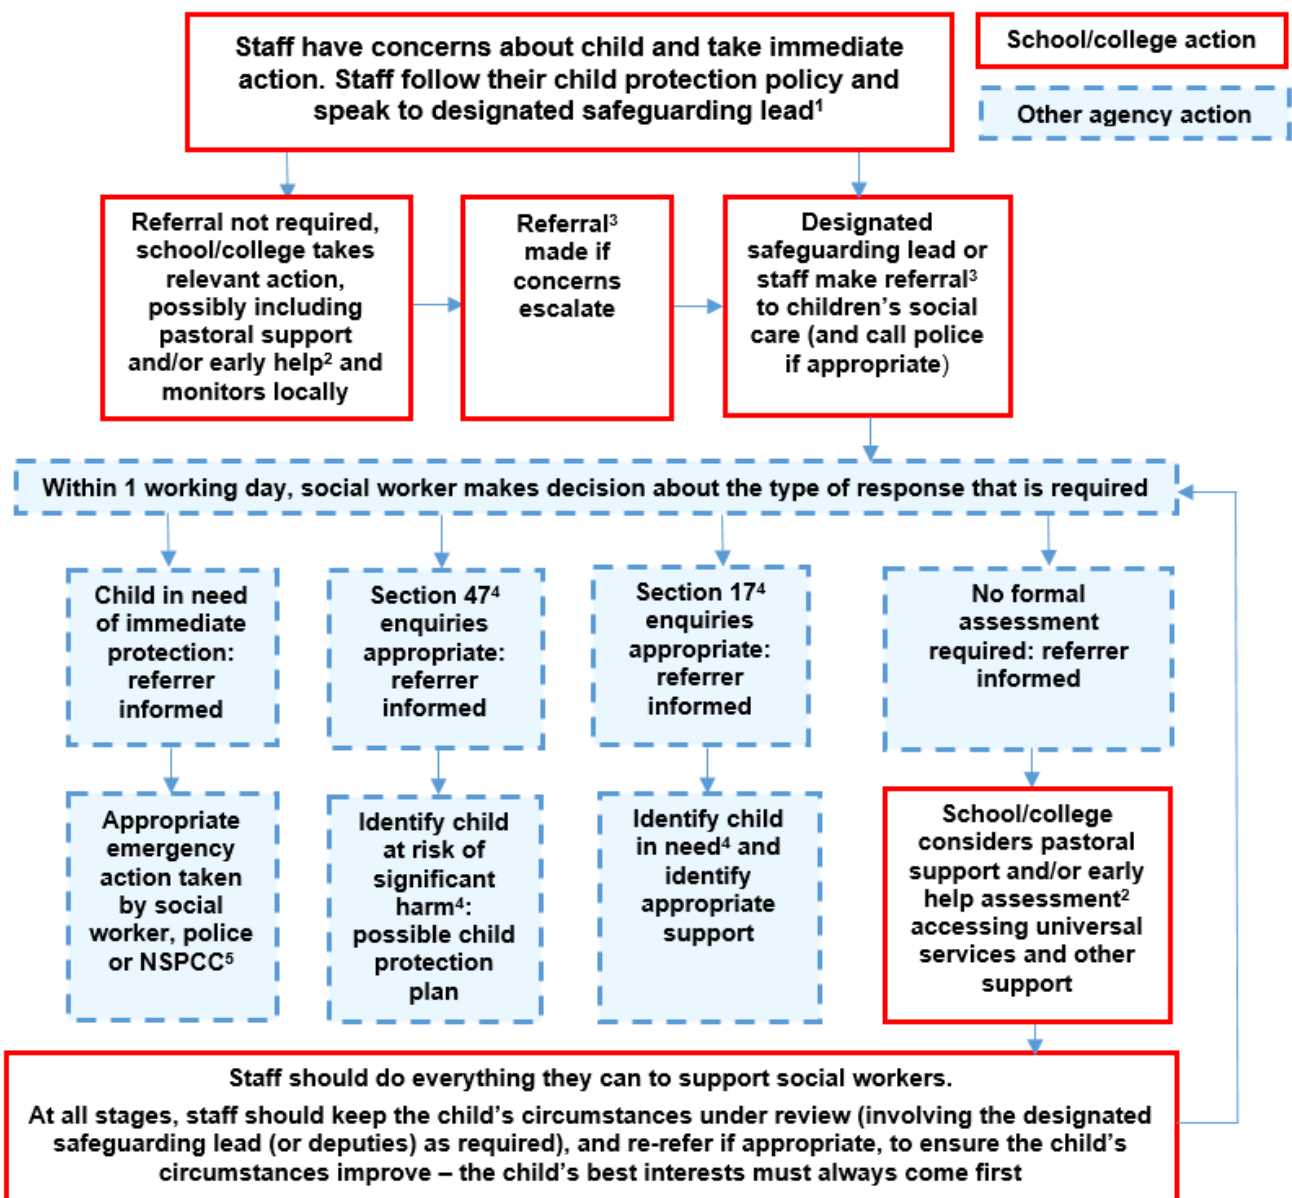 Staff have concerns about child and take immediate
action. Staff follow their child protection policy and
speak to designated safeguarding lead¹
School/college action
Other agency action
Referral not required,
school/college takes
relevant action,
possibly including
pastoral support
and/or early help² and
monitors locally
Referral³
made if
concerns
escalate
Designated
safeguarding lead or
staff make referral³
to children’s social
care (and call police
if appropriate)
Within 1 working day, social worker makes decision about the type of response that is required
Child in need
of immediate
protection:
referrer
informed
Section 47⁴
enquiries
appropriate:
referrer
informed
Section 17⁴
enquiries
appropriate:
referrer
informed
No formal
assessment
required: referrer
informed
Appropriate
emergency
action taken
by social
worker, police
or NSPCC⁵
Identify child
at risk of
significant
harm⁴:
possible child
protection
plan
Identify child
in need⁴ and
identify
appropriate
support
School/college
considers pastoral
support and/or early
help assessment²
accessing universal
services and other
support
Staff should do everything they can to support social workers.
At all stages, staff should keep the child’s circumstances under review (involving the designated
safeguarding lead (or deputies) as required), and re-refer if appropriate, to ensure the child’s
circumstances improve – the child’s best interests must always come first